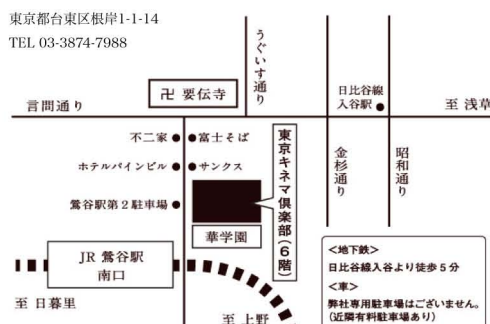 東京都台東区根岸1-1-14
TEL 03-3874-7988
うぐいす通り
卍 要伝寺
日比谷線
入谷駅
言問通り
至 浅草
不二家
富士そば
ホテルパインビル
サンクス
鶯谷駅第2駐車場
東京キネマ倶楽部(6階)
金杉通り
昭和通り
華学園
JR 鶯谷駅
南口
至 日暮里
至 上野
<地下鉄>
日比谷線入谷より徒歩5分
<車>
弊社専用駐車場はございません。
(近隣有料駐車場あり)